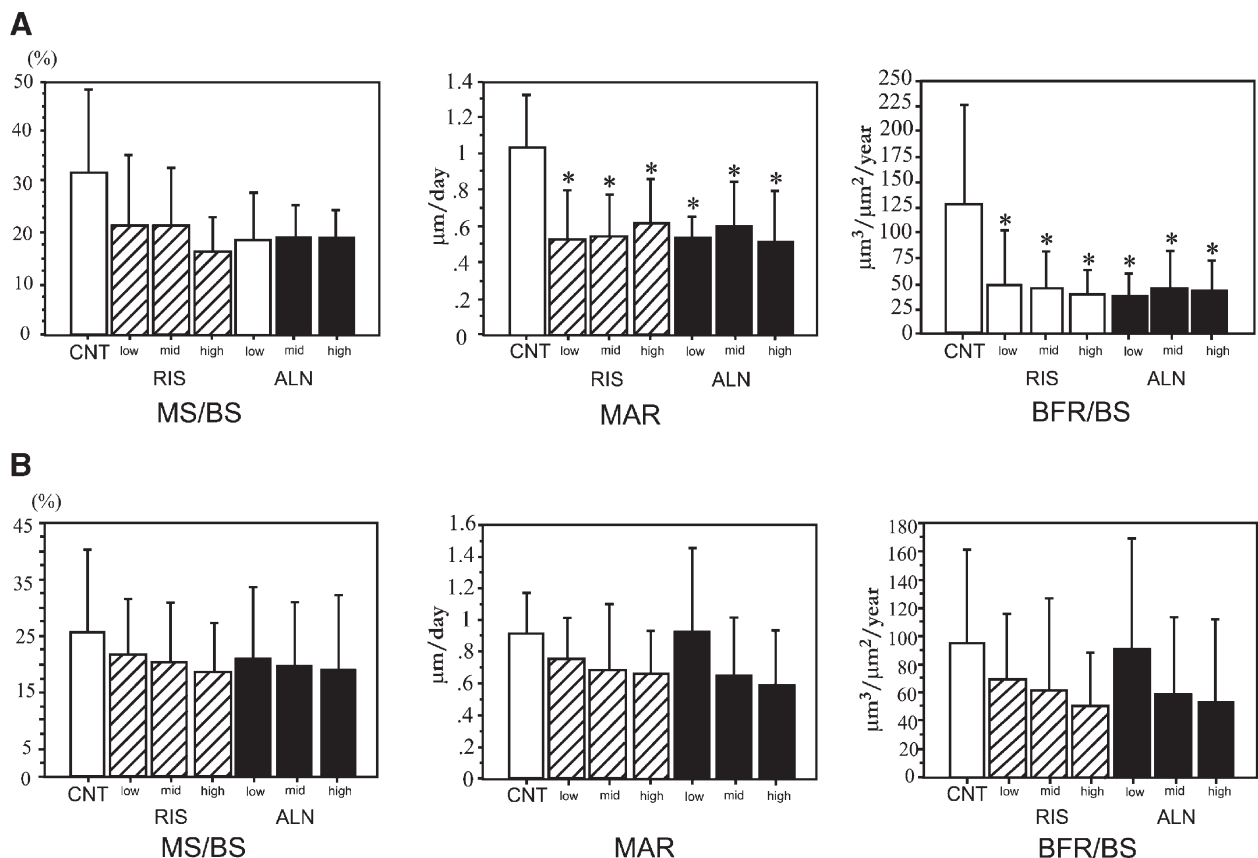 A
(%)
50
40
30
20
10
0
CNT low mid high low mid high
RIS ALN
MS/BS
μm/day
1.4
1.2
1
.8
.6
.4
.2
0
* * * * * *
CNT low mid high low mid high
RIS ALN
MAR
μm³/μm²/year
250
225
200
175
150
125
100
75
50
25
0
* * * * * *
CNT low mid high low mid high
RIS ALN
BFR/BS
B
(%)
45
35
25
15
5
0
CNT low mid high low mid high
RIS ALN
MS/BS
μm/day
1.6
1.4
1.2
1
.8
.6
.4
.2
0
CNT low mid high low mid high
MAR
μm³/μm²/year
180
160
140
120
100
80
60
40
20
0
CNT low mid high low mid high
RIS ALN
BFR/BS